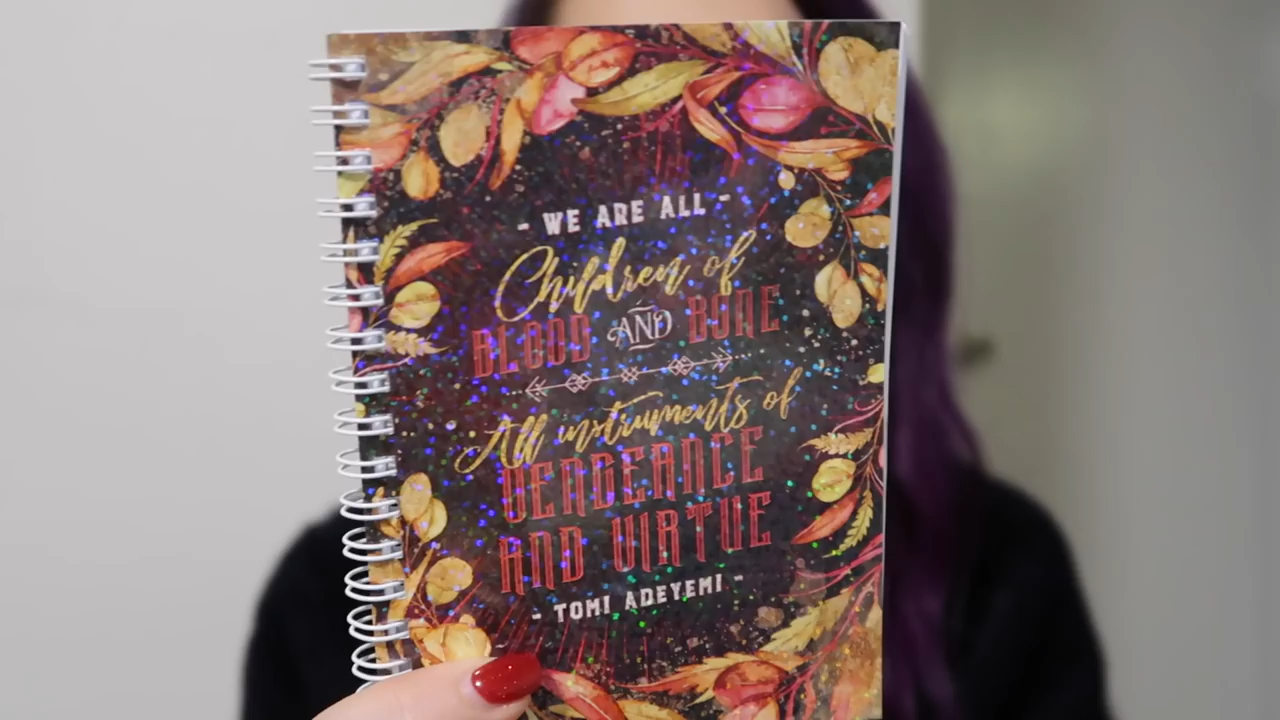 - WE ARE ALL -
Children of
BLOOD AND BONE
All instruments of
VENGEANCE
AND VIRTUE
- TOMI ADEYEMI -